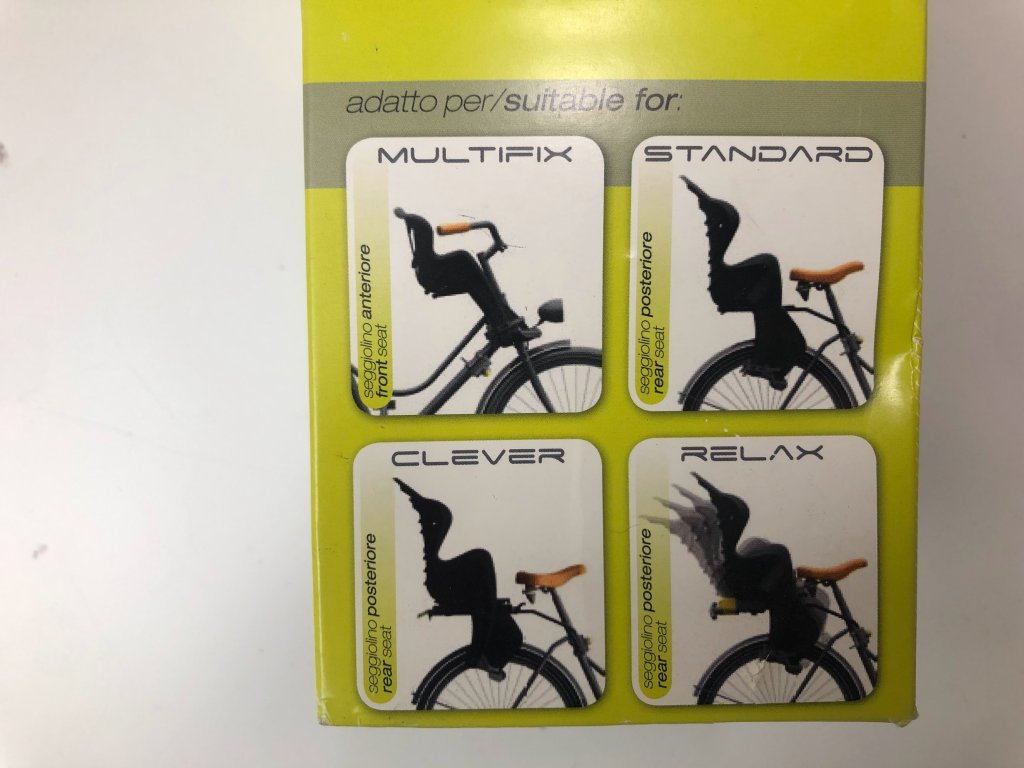 adatto per/suitable for:
MULTIFIX
seggiolino anteriore
front seat
STANDARD
seggiolino posteriore
rear seat
CLEVER
seggiolino posteriore
rear seat
RELAX
seggiolino posteriore
rear seat